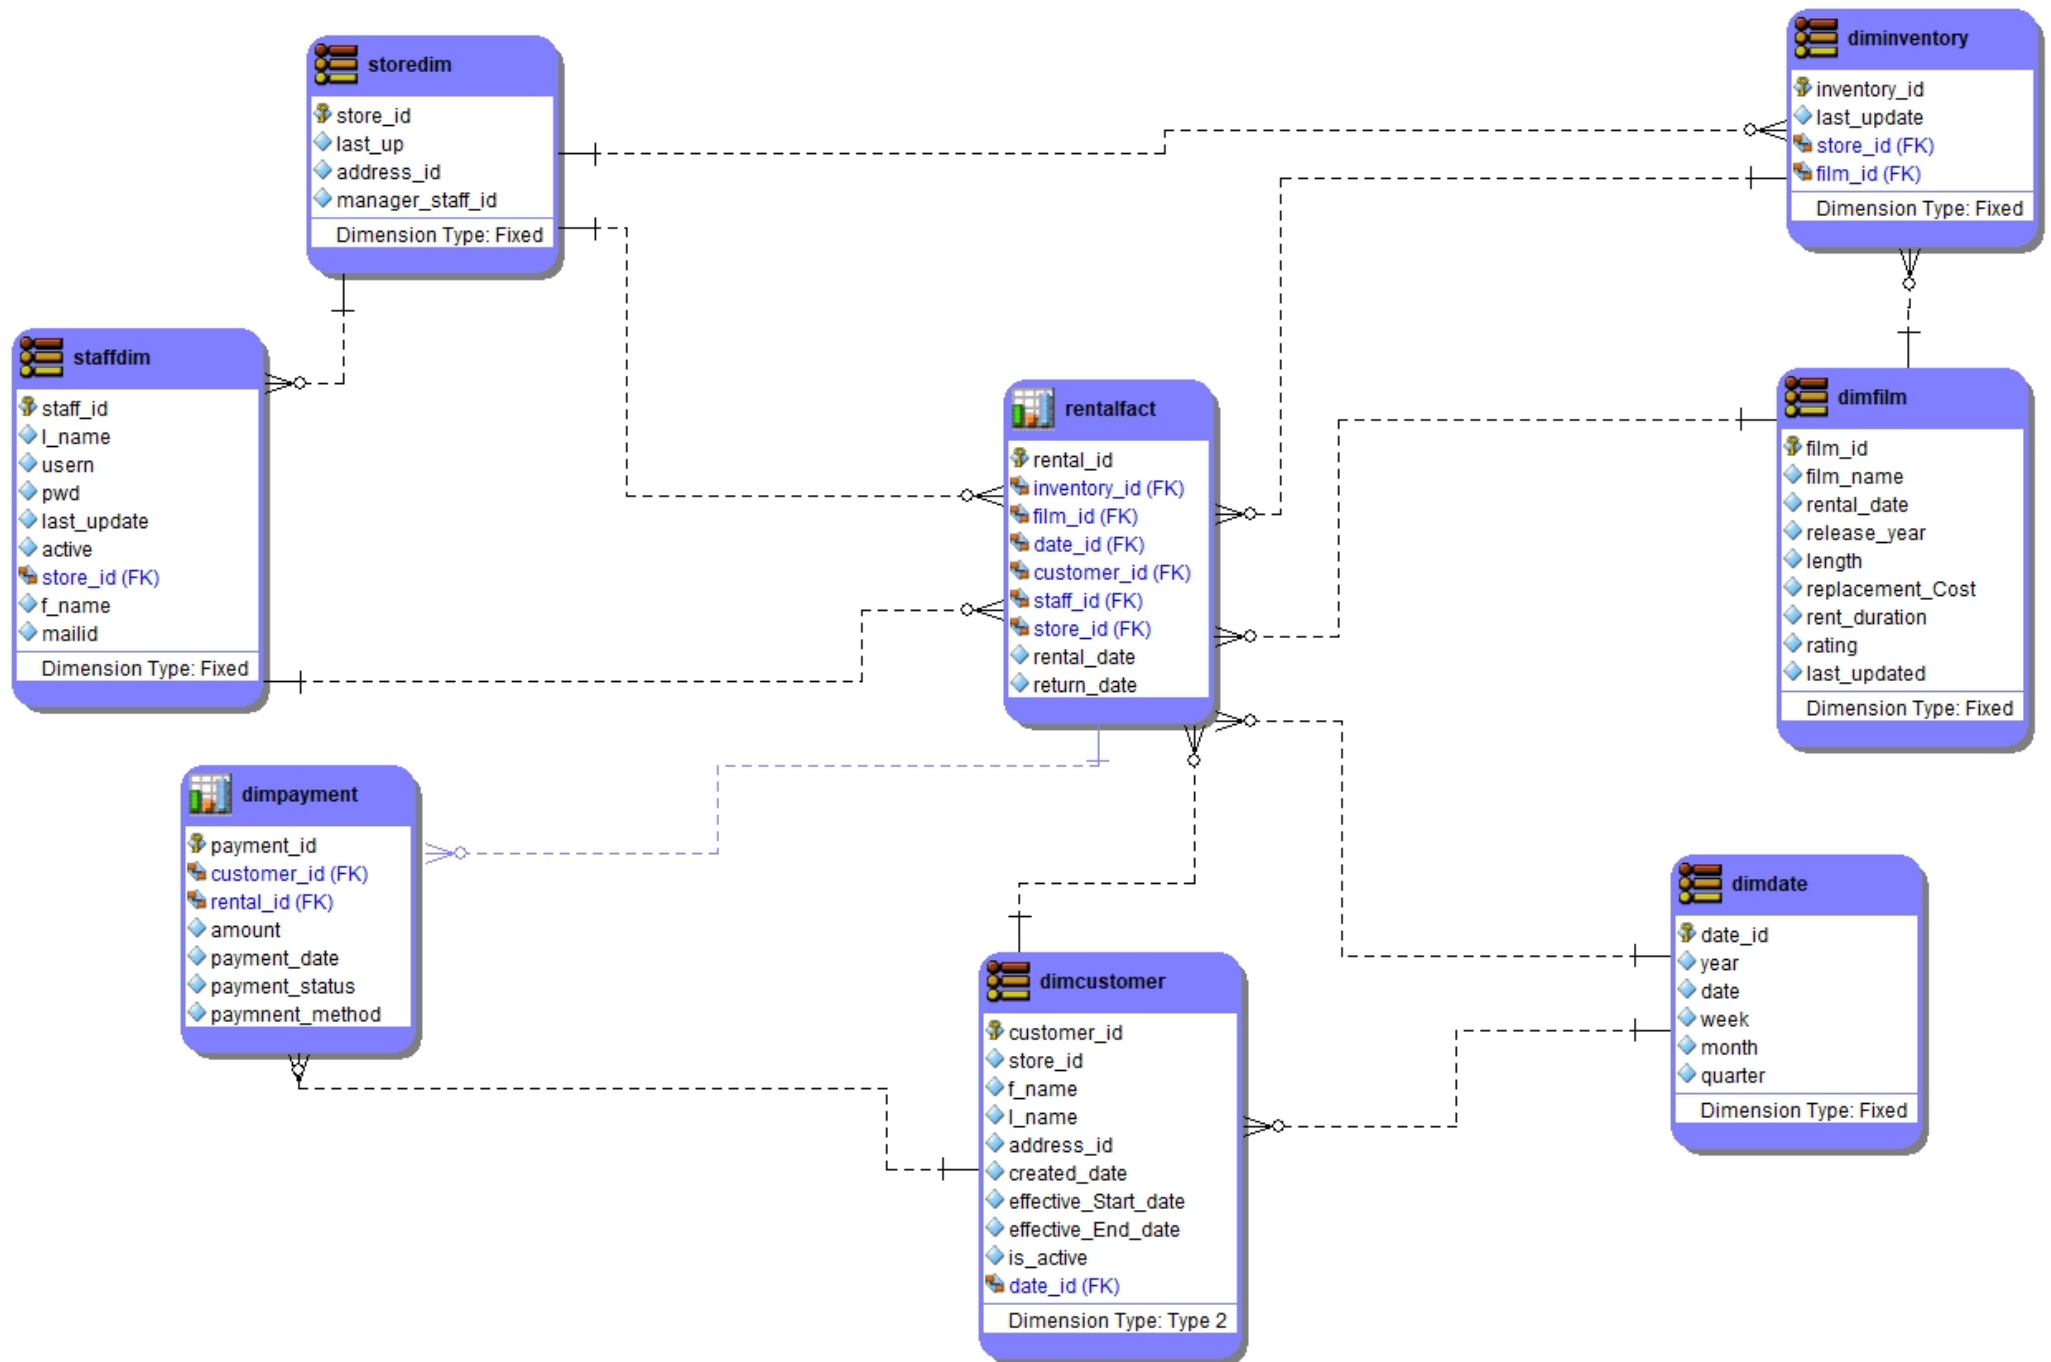 storedim
store_id
last_up
address_id
manager_staff_id
Dimension Type: Fixed
diminventory
inventory_id
last_update
store_id (FK)
film_id (FK)
Dimension Type: Fixed
staffdim
staff_id
l_name
usern
pwd
last_update
active
store_id (FK)
f_name
mailid
Dimension Type: Fixed
rentalfact
rental_id
inventory_id (FK)
film_id (FK)
date_id (FK)
customer_id (FK)
staff_id (FK)
store_id (FK)
rental_date
return_date
dimfilm
film_id
film_name
rental_date
release_year
length
replacement_Cost
rent_duration
rating
last_updated
Dimension Type: Fixed
dimpayment
payment_id
customer_id (FK)
rental_id (FK)
amount
payment_date
payment_status
paymnent_method
dimcustomer
customer_id
store_id
f_name
l_name
address_id
created_date
effective_Start_date
effective_End_date
is_active
date_id (FK)
Dimension Type: Type 2
dimdate
date_id
year
date
week
month
quarter
Dimension Type: Fixed